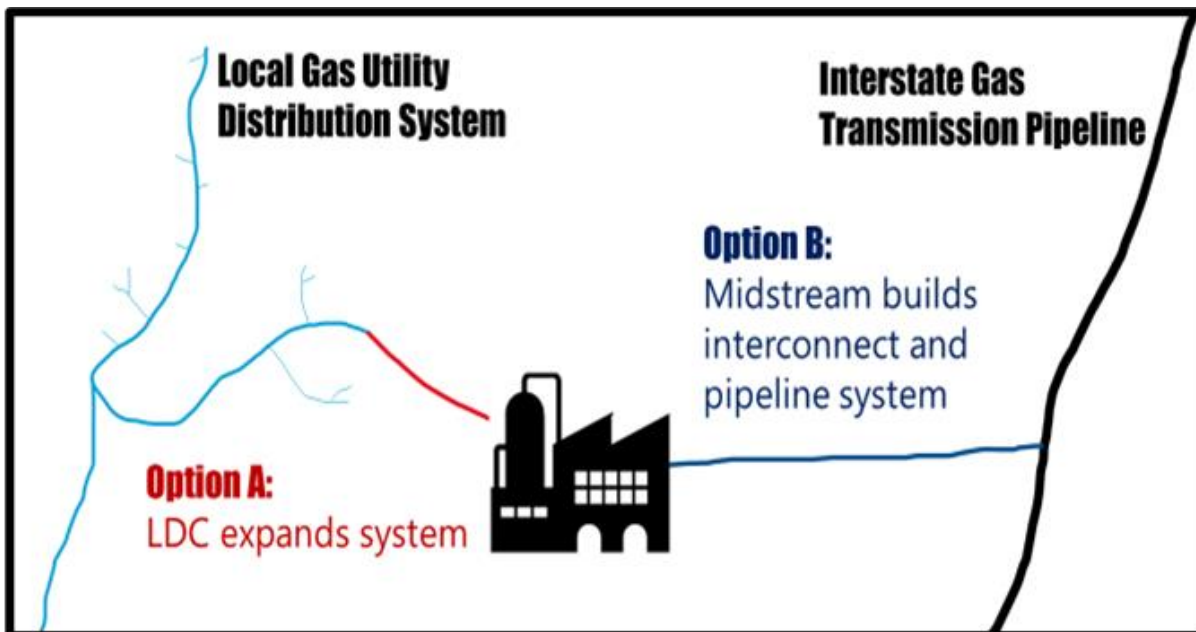 Local Gas Utility
Distribution System
Interstate Gas
Transmission Pipeline
Option B:
Midstream builds
interconnect and
pipeline system
Option A:
LDC expands system